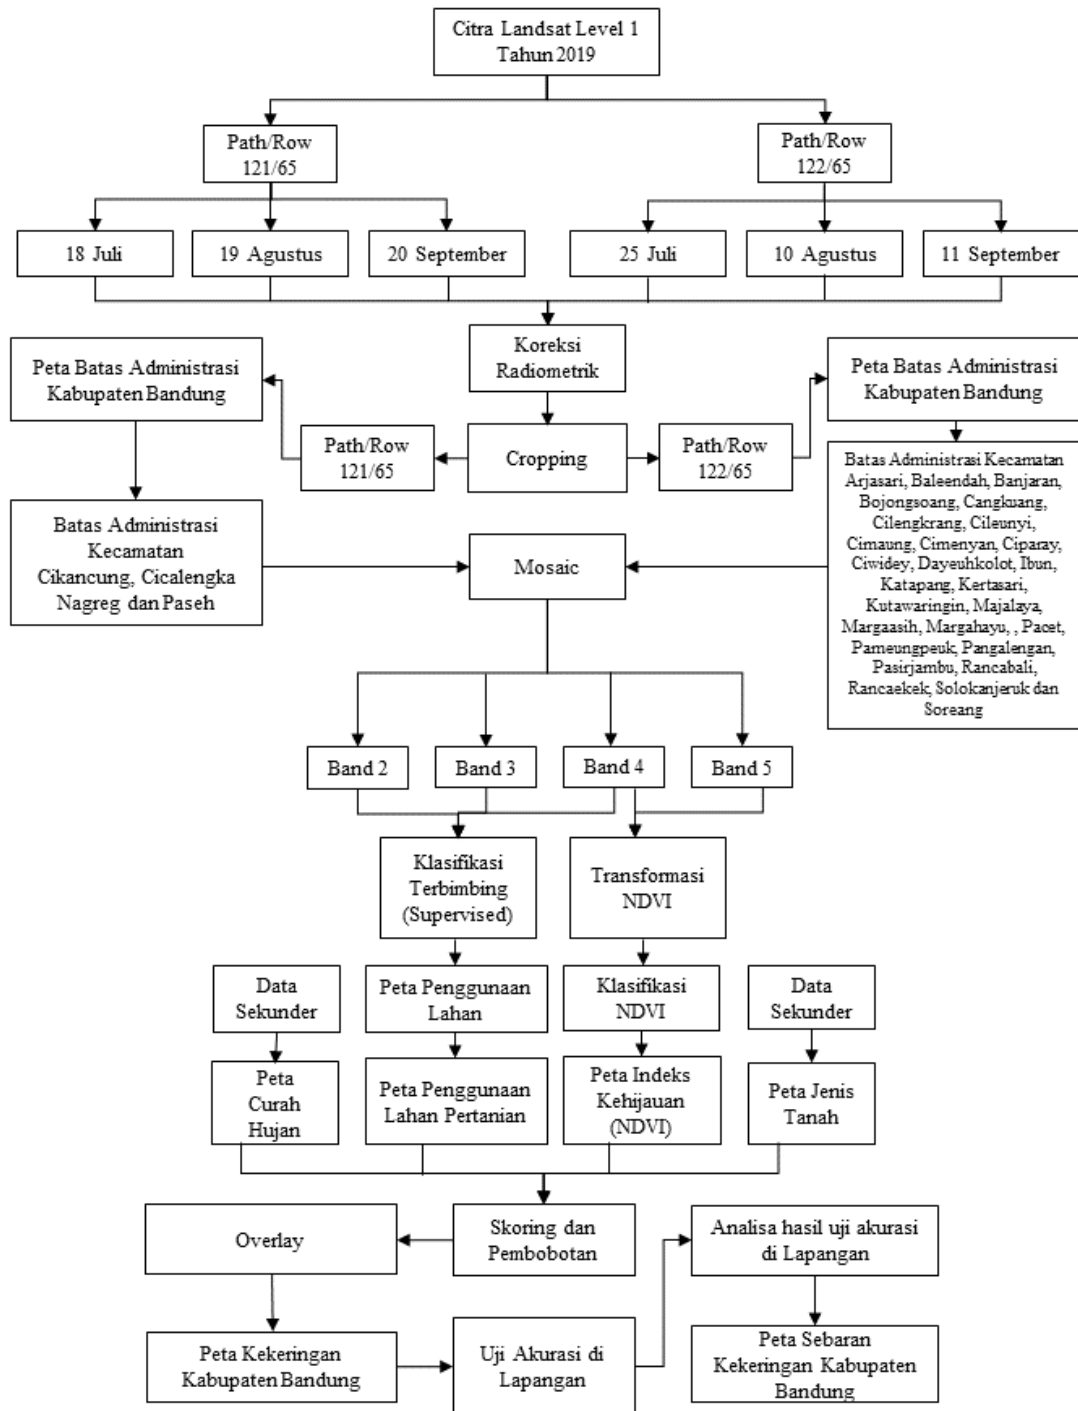 Citra Landsat Level 1
Tahun 2019
Path/Row
121/65
Path/Row
122/65
18 Juli
19 Agustus
20 September
25 Juli
10 Agustus
11 September
Koreksi
Radiometrik
Peta Batas Administrasi
Kabupaten Bandung
Peta Batas Administrasi
Kabupaten Bandung
Path/Row
121/65
Cropping
Path/Row
122/65
Batas Administrasi
Kecamatan
Cikancung, Cicalengka
Nagreg dan Paseh
Mosaic
Batas Administrasi Kecamatan
Arjasari, Baleendah, Banjaran,
Bojongsoang, Cangkuang,
Cilengkrang, Cileunyi,
Cimaung, Cimenyan, Ciparay,
Ciwidey, Dayeuhkolot, Ibun,
Katapang, Kertasari,
Kutawaringin, Majalaya,
Margaasih, Margahayu, , Pacet,
Pameungpeuk, Pangalengan,
Pasirjambu, Rancabali,
Rancaekek, Solokanjeruk dan
Soreang
Band 2
Band 3
Band 4
Band 5
Klasifikasi
Terbimbing
(Supervised)
Transformasi
NDVI
Data
Sekunder
Peta Penggunaan
Lahan
Klasifikasi
NDVI
Data
Sekunder
Peta
Curah
Hujan
Peta Penggunaan
Lahan Pertanian
Peta Indeks
Kehijauan
(NDVI)
Peta Jenis
Tanah
Overlay
Skoring dan
Pembobotan
Analisa hasil uji akurasi
di Lapangan
Peta Kekeringan
Kabupaten Bandung
Uji Akurasi di
Lapangan
Peta Sebaran
Kekeringan Kabupaten
Bandung